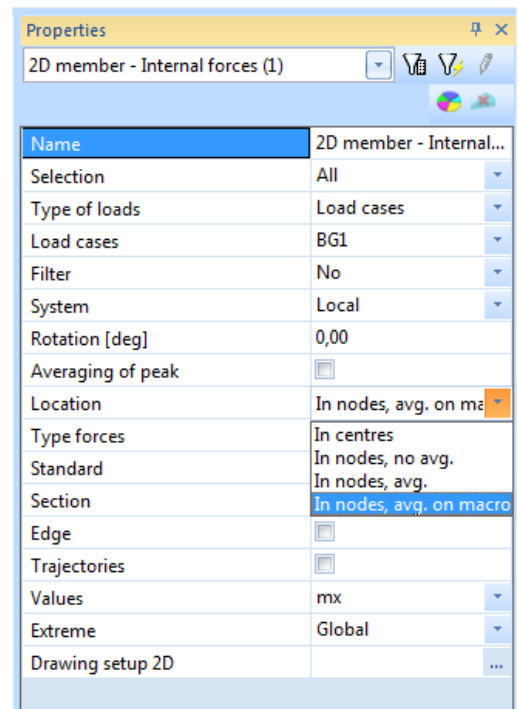 Properties
2D member - Internal forces (1)
Name 2D member - Internal...
Selection All
Type of loads Load cases
Load cases BG1
Filter No
System Local
Rotation [deg] 0,00
Averaging of peak
Location In nodes, avg. on ma
Type forces In centres
In nodes, no avg.
Standard In nodes, avg.
Section In nodes, avg. on macro
Edge
Trajectories
Values mx
Extreme Global
Drawing setup 2D ...